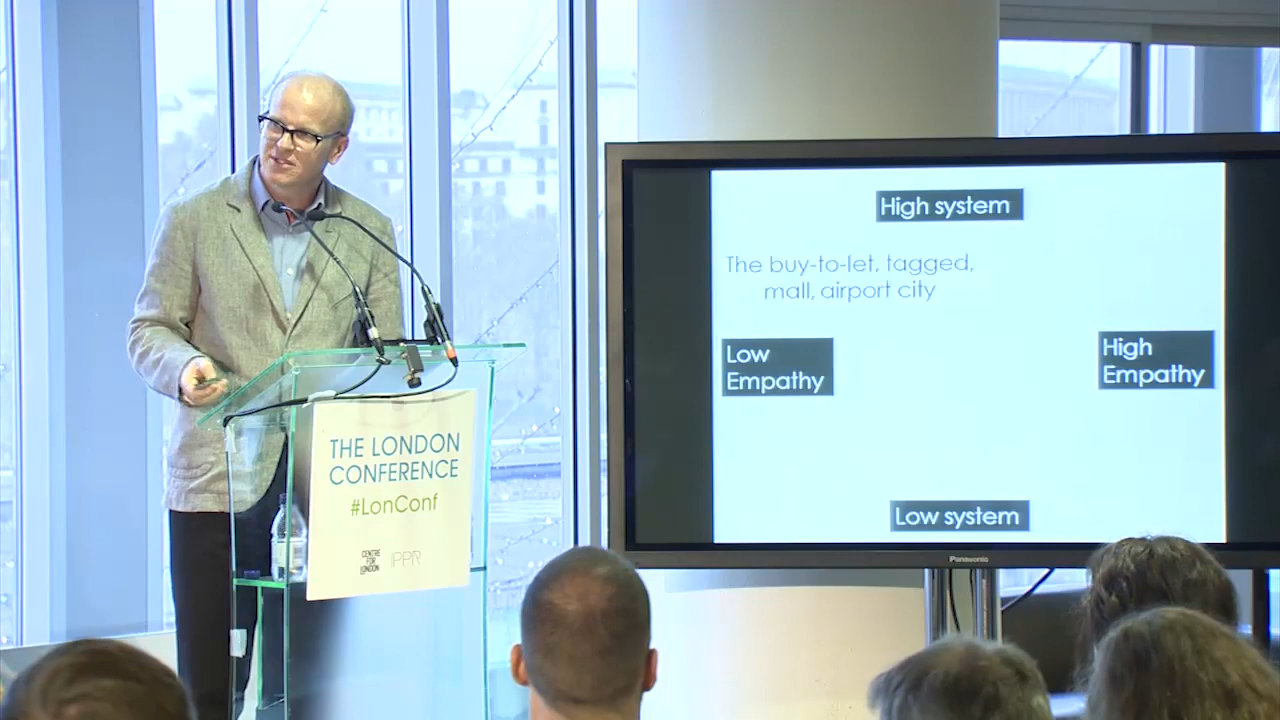 High system
The buy-to-let, tagged,
mall, airport city
Low
Empathy
High
Empathy
Low system
Panasonic
THE LONDON
CONFERENCE
#LonConf
CENTRE
FOR
LONDON
IPPR